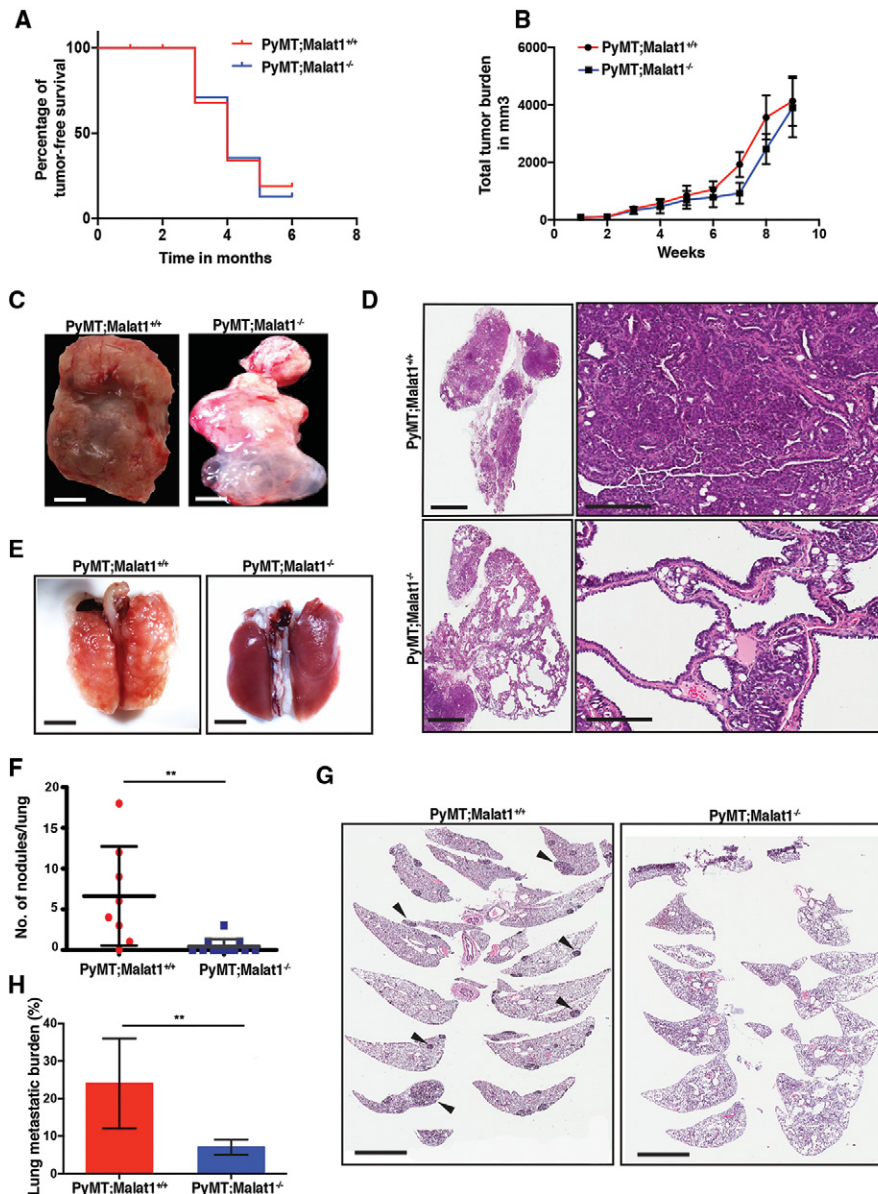 A
PyMT;Malat1+/+
PyMT;Malat1-/-
Percentage of
tumor-free survival
100
50
0
0 2 4 6 8
Time in months
B
PyMT;Malat1+/+
PyMT;Malat1-/-
Total tumor burden
in mm3
6000
4000
2000
0
0 2 4 6 8 10
Weeks
C
PyMT;Malat1+/+ PyMT;Malat1-/-
D
PyMT;Malat1+/+
PyMT;Malat1-/-
E
PyMT;Malat1+/+ PyMT;Malat1-/-
F
**
No. of nodules/lung
20
15
10
5
0
PyMT;Malat1+/+ PyMT;Malat1-/-
G
PyMT;Malat1+/+ PyMT;Malat1-/-
H
**
Lung metastatic burden (%)
40
30
20
10
0
PyMT;Malat1+/+ PyMT;Malat1-/-